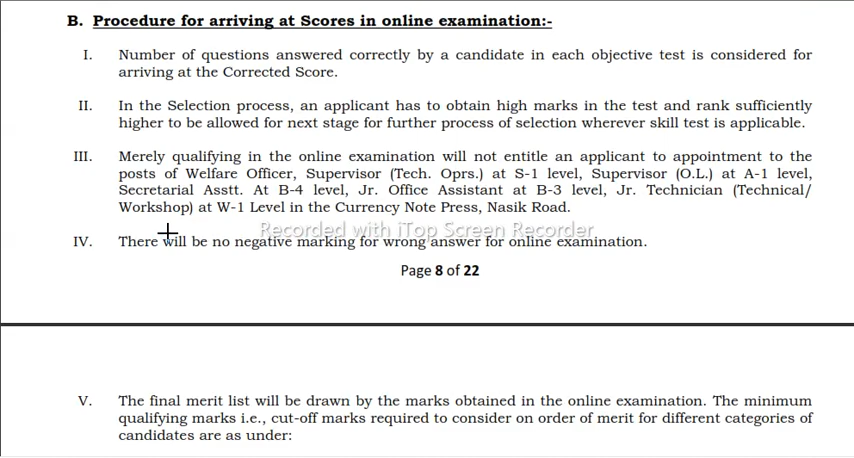 B. Procedure for arriving at Scores in online examination:-
I. Number of questions answered correctly by a candidate in each objective test is considered for
arriving at the Corrected Score.
II. In the Selection process, an applicant has to obtain high marks in the test and rank sufficiently
higher to be allowed for next stage for further process of selection wherever skill test is applicable.
III. Merely qualifying in the online examination will not entitle an applicant to appointment to the
posts of Welfare Officer, Supervisor (Tech. Oprs.) at S-1 level, Supervisor (O.L.) at A-1 level,
Secretarial Asstt. At B-4 level, Jr. Office Assistant at B-3 level, Jr. Technician (Technical/
Workshop) at W-1 Level in the Currency Note Press, Nasik Road.
Recorded with iTop Screen Recorder
IV. There will be no negative marking for wrong answer for online examination.
Page 8 of 22
V. The final merit list will be drawn by the marks obtained in the online examination. The minimum
qualifying marks i.e., cut-off marks required to consider on order of merit for different categories of
candidates are as under: